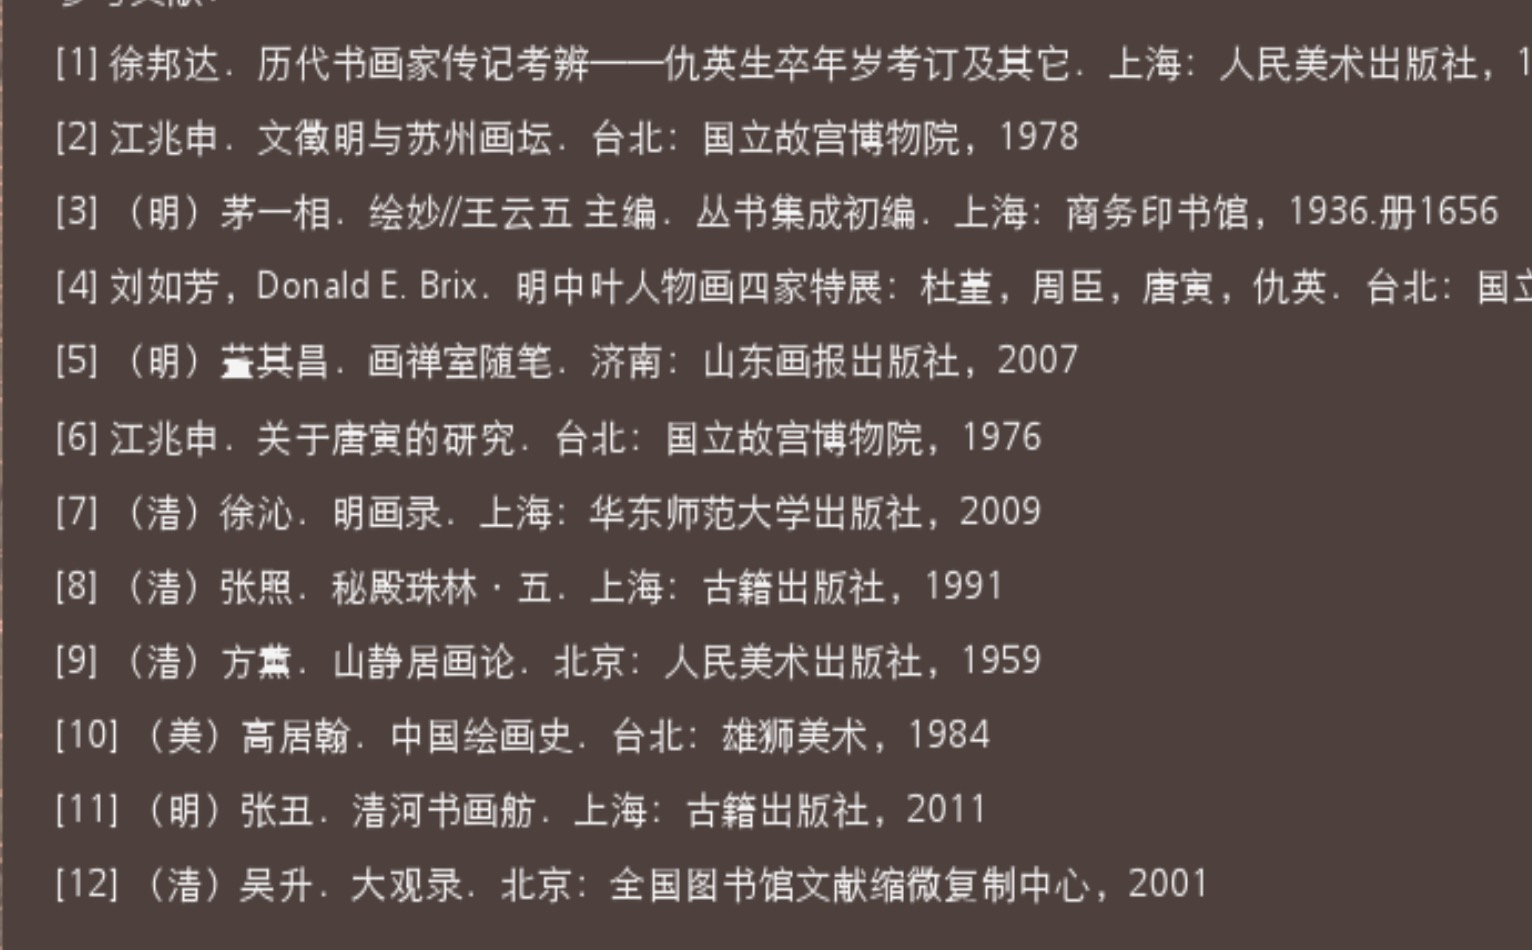 参考文献：
[1] 徐邦达．历代书画家传记考辨——仇英生卒年岁考订及其它．上海：人民美术出版社，1
[2] 江兆申．文徵明与苏州画坛．台北：国立故宫博物院，1978
[3] （明）茅一相．绘妙//王云五 主编．丛书集成初编．上海：商务印书馆，1936.册1656
[4] 刘如芳，Donald E. Brix．明中叶人物画四家特展：杜堇，周臣，唐寅，仇英．台北：国立
[5] （明）董其昌．画禅室随笔．济南：山东画报出版社，2007
[6] 江兆申．关于唐寅的研究．台北：国立故宫博物院，1976
[7] （清）徐沁．明画录．上海：华东师范大学出版社，2009
[8] （清）张照．秘殿珠林·五．上海：古籍出版社，1991
[9] （清）方薰．山静居画论．北京：人民美术出版社，1959
[10] （美）高居翰．中国绘画史．台北：雄狮美术，1984
[11] （明）张丑．清河书画舫．上海：古籍出版社，2011
[12] （清）吴升．大观录．北京：全国图书馆文献缩微复制中心，2001